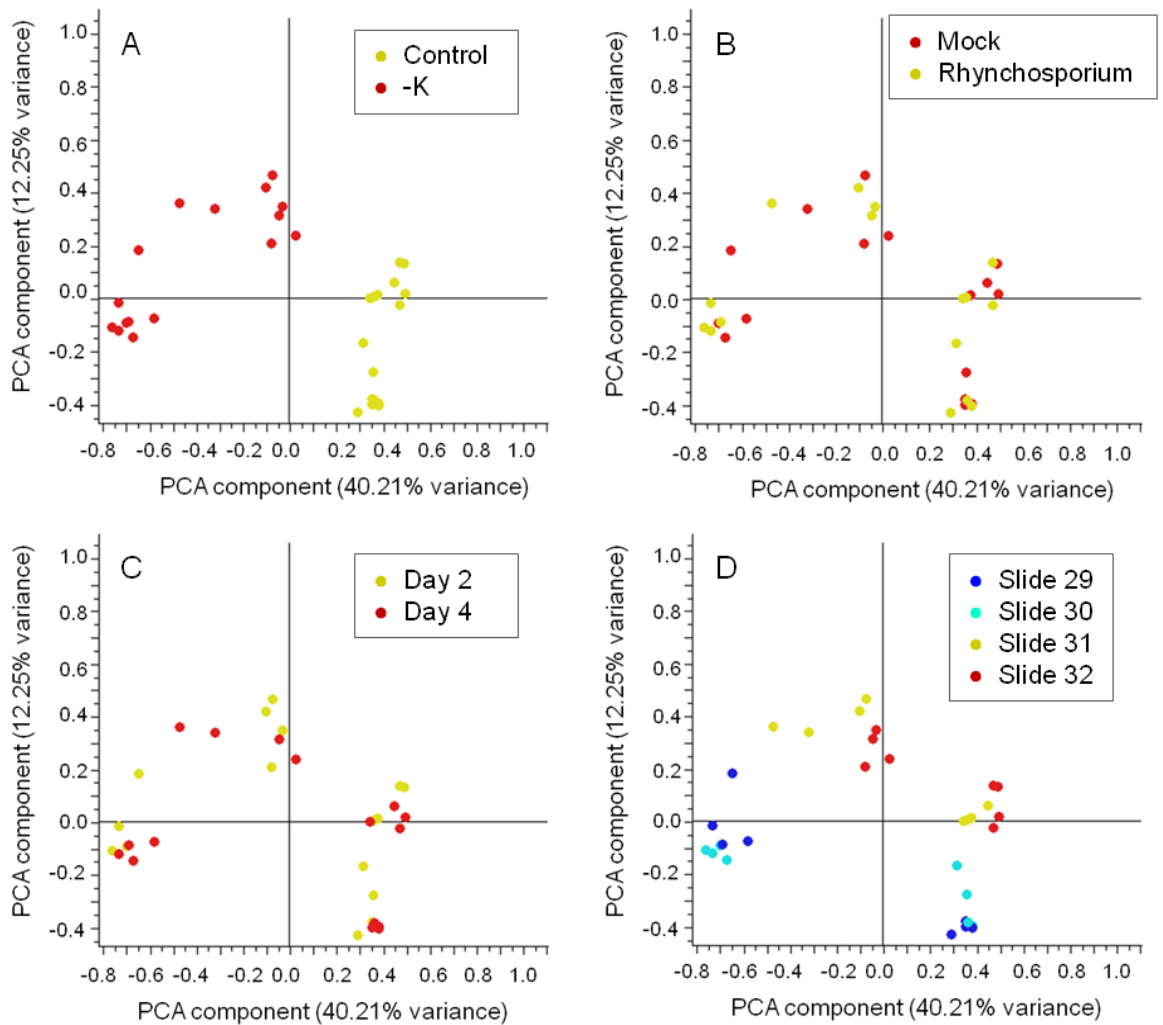 A
Control
-K
PCA component (12.25% variance)
1.0
0.8
0.6
0.4
0.2
0.0
-0.2
-0.4
-0.8 -0.6 -0.4 -0.2 0.0 0.2 0.4 0.6 0.8 1.0
PCA component (40.21% variance)
B
Mock
Rhynchosporium
PCA component (12.25% variance)
1.0
0.8
0.6
0.4
0.2
0.0
-0.2
-0.4
-0.8 -0.6 -0.4 -0.2 0.0 0.2 0.4 0.6 0.8 1.0
PCA component (40.21% variance)
C
Day 2
Day 4
PCA component (12.25% variance)
1.0
0.8
0.6
0.4
0.2
0.0
-0.2
-0.4
-0.8 -0.6 -0.4 -0.2 0.0 0.2 0.4 0.6 0.8 1.0
PCA component (40.21% variance)
D
Slide 29
Slide 30
Slide 31
Slide 32
PCA component (12.25% variance)
1.0
0.8
0.6
0.4
0.2
0.0
-0.2
-0.4
-0.8 -0.6 -0.4 -0.2 0.0 0.2 0.4 0.6 0.8 1.0
PCA component (40.21% variance)